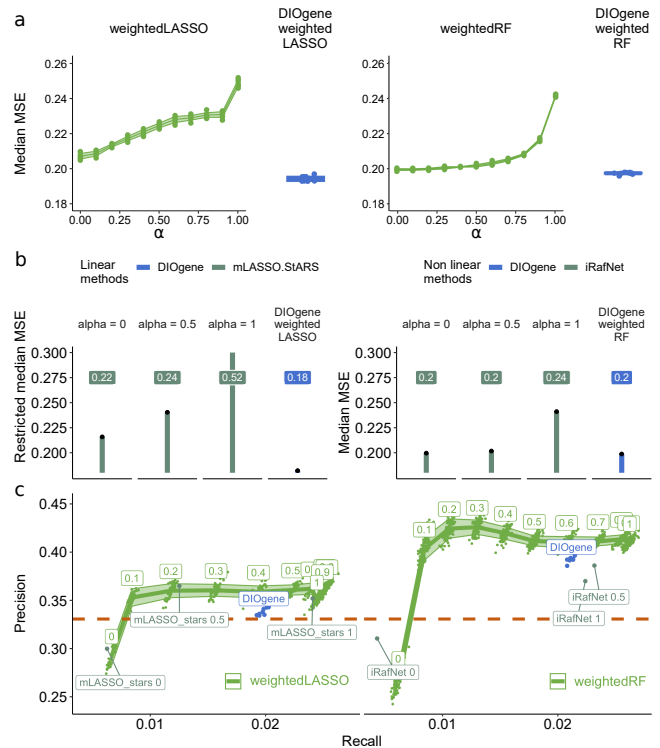 a
weightedLASSO
DIOgene
weighted
LASSO
weightedRF
DIOgene
weighted
RF
Median MSE
0.26
0.24
0.22
0.20
0.18
0.00 0.25 0.50 0.75 1.00
α
0.26
0.24
0.22
0.20
0.18
0.00 0.25 0.50 0.75 1.00
α
b
Linear
methods
DIOgene
mLASSO.StARS
Non linear
methods
DIOgene
iRafNet
alpha = 0
alpha = 0.5
alpha = 1
DIOgene
weighted
LASSO
alpha = 0
alpha = 0.5
alpha = 1
DIOgene
weighted
RF
Restricted median MSE
0.300
0.275
0.250
0.225
0.200
0.22
0.24
0.52
0.18
Median MSE
0.300
0.275
0.250
0.225
0.200
0.2
0.2
0.24
0.2
c
Precision
0.45
0.40
0.35
0.30
0.25
0
0.1
0.2
0.3
0.4
0.5
0.9
1
DIOgene
mLASSO_stars 0.5
mLASSO_stars 1
mLASSO_stars 0
weightedLASSO
0
0.1
0.2
0.3
0.4
0.5
0.6
0.7
1
DIOgene
iRafNet 0.5
iRafNet 1
iRafNet 0
weightedRF
0.01 0.02
0.01 0.02
Recall